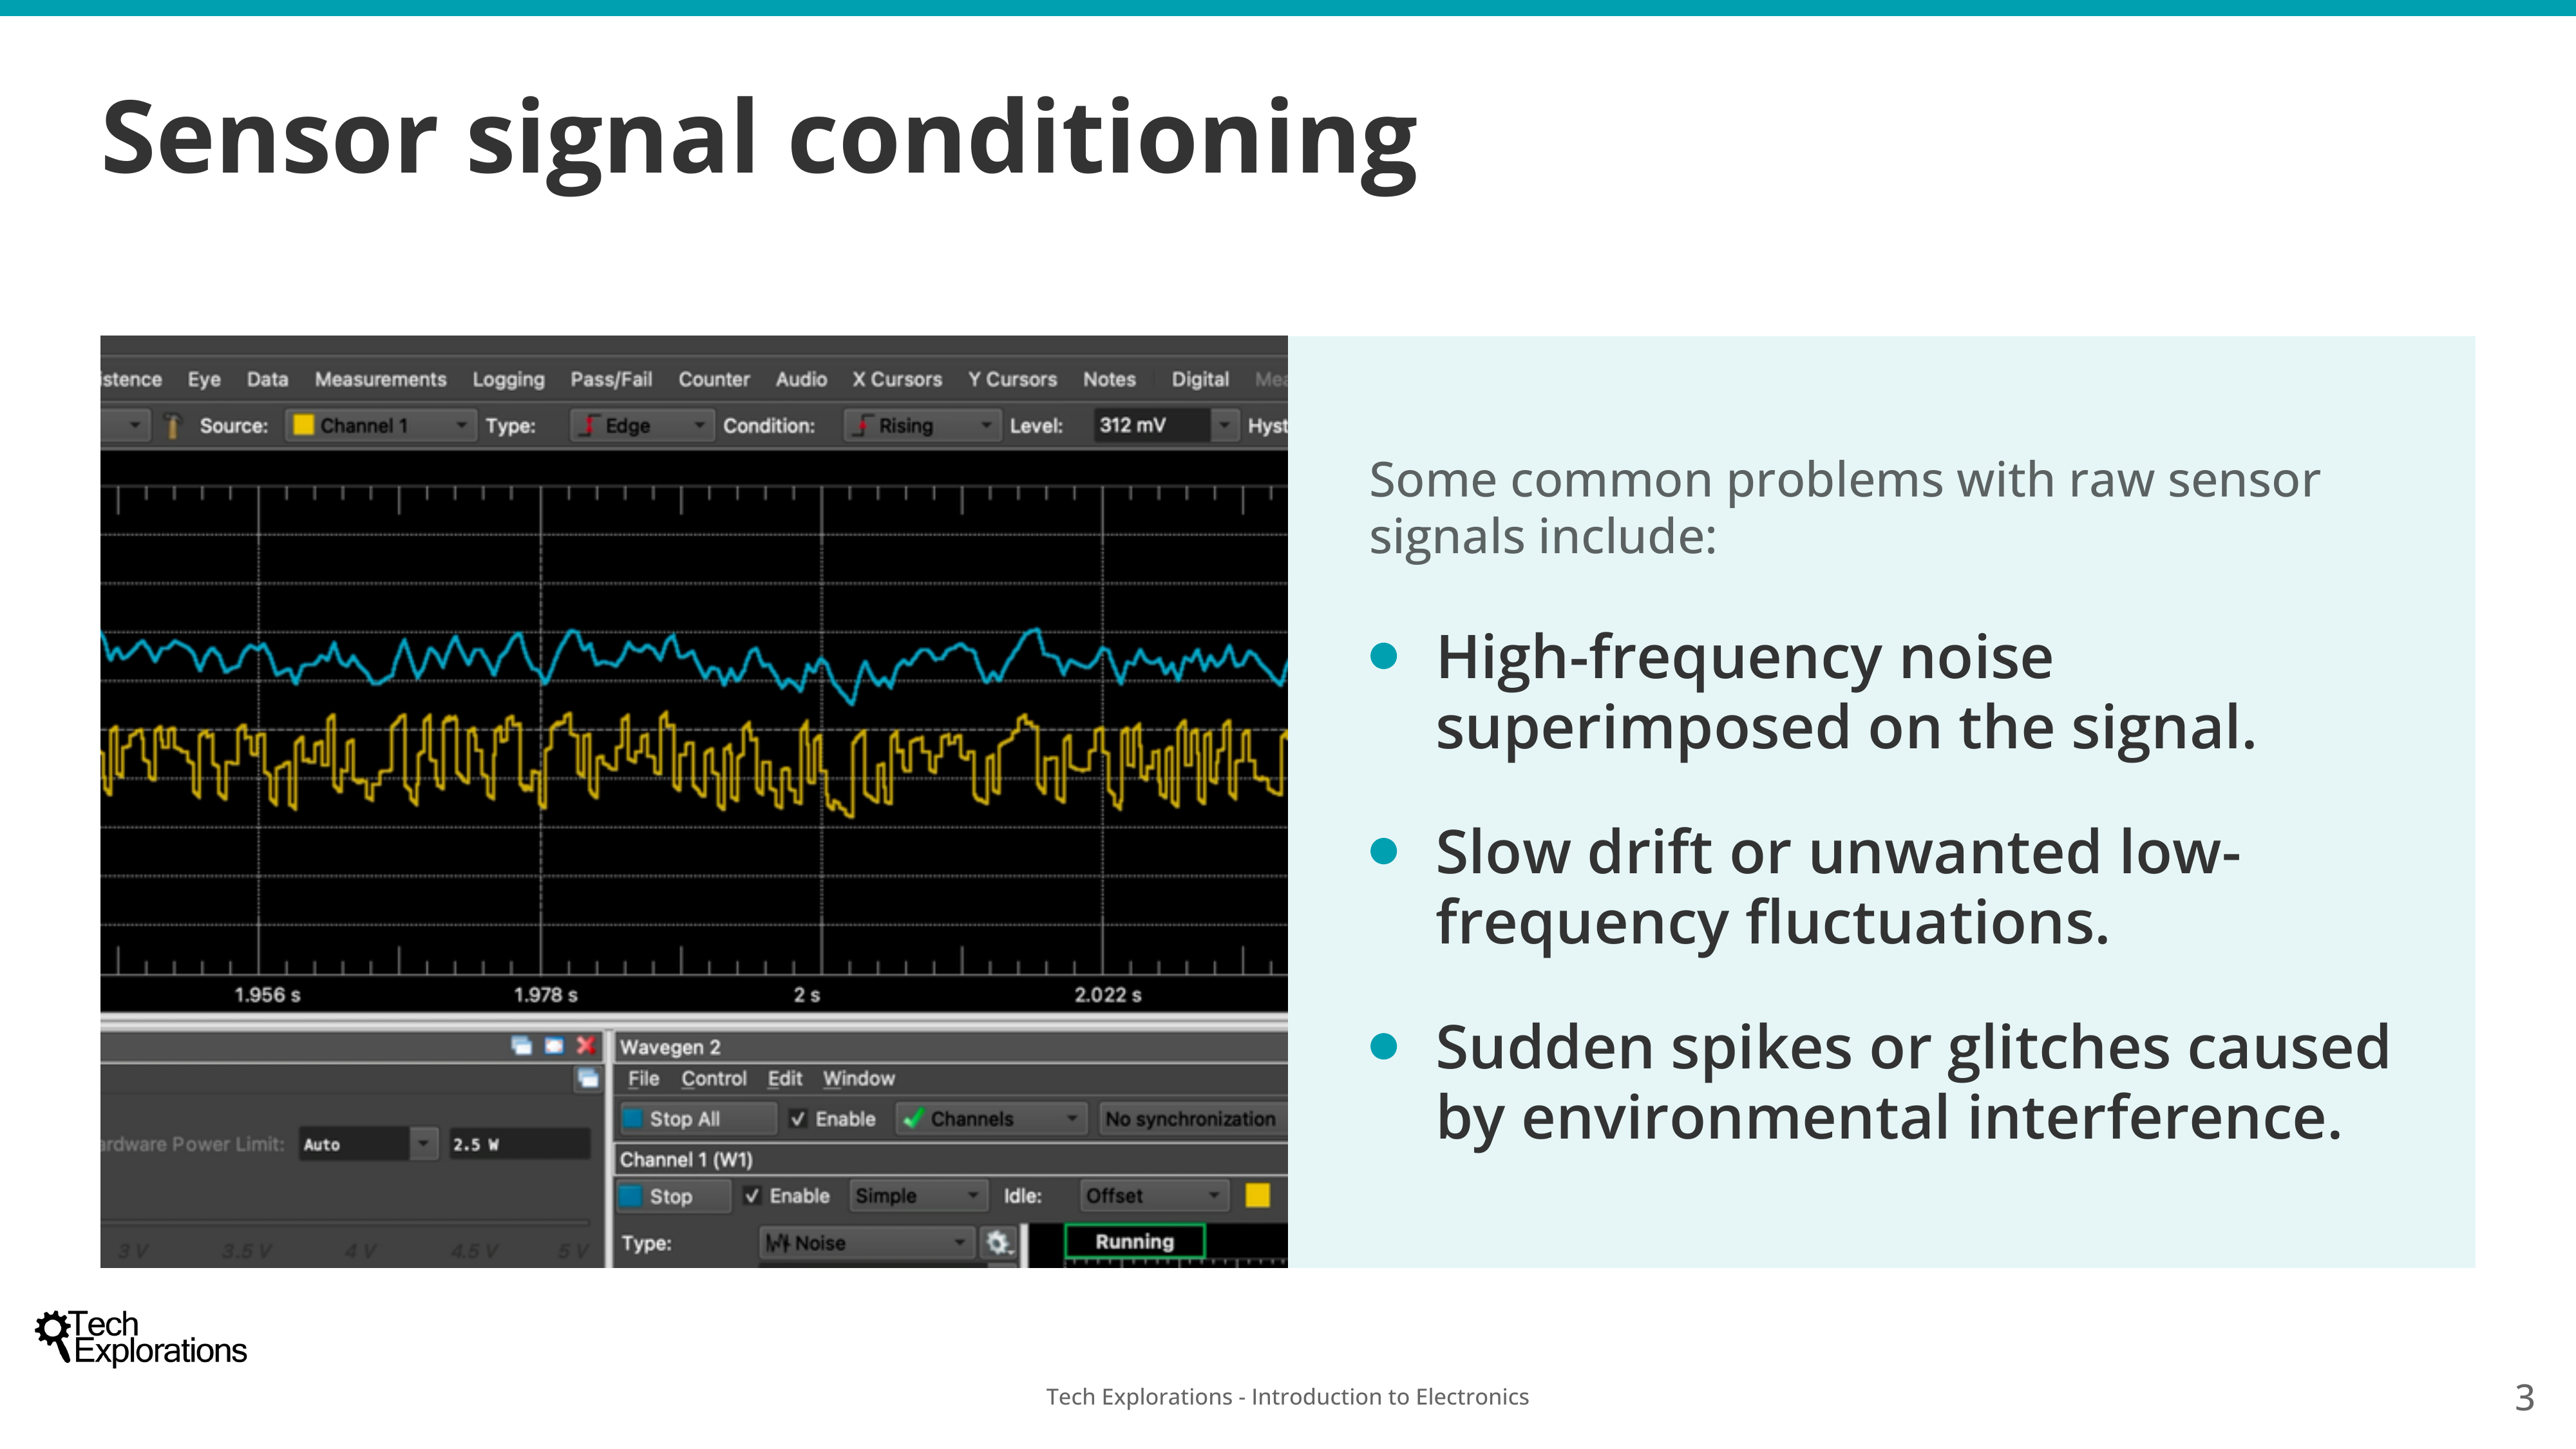 Sensor signal conditioning
istence Eye Data Measurements Logging Pass/Fail Counter Audio X Cursors Y Cursors Notes Digital Mea
Source: Channel 1 Type: Edge Condition: Rising Level: 312 mV Hyst
1.956 s 1.978 s 2 s 2.022 s
Wavegen 2
File Control Edit Window
Stop All Enable Channels No synchronization
ardware Power Limit: Auto 2.5 W
Channel 1 (W1)
Stop Enable Simple Idle: Offset
Type: Noise Running
3 V 3.5 V 4 V 4.5 V 5 V
Some common problems with raw sensor
signals include:
High-frequency noise
superimposed on the signal.
Slow drift or unwanted low-
frequency fluctuations.
Sudden spikes or glitches caused
by environmental interference.
Tech
Explorations
Tech Explorations - Introduction to Electronics
3